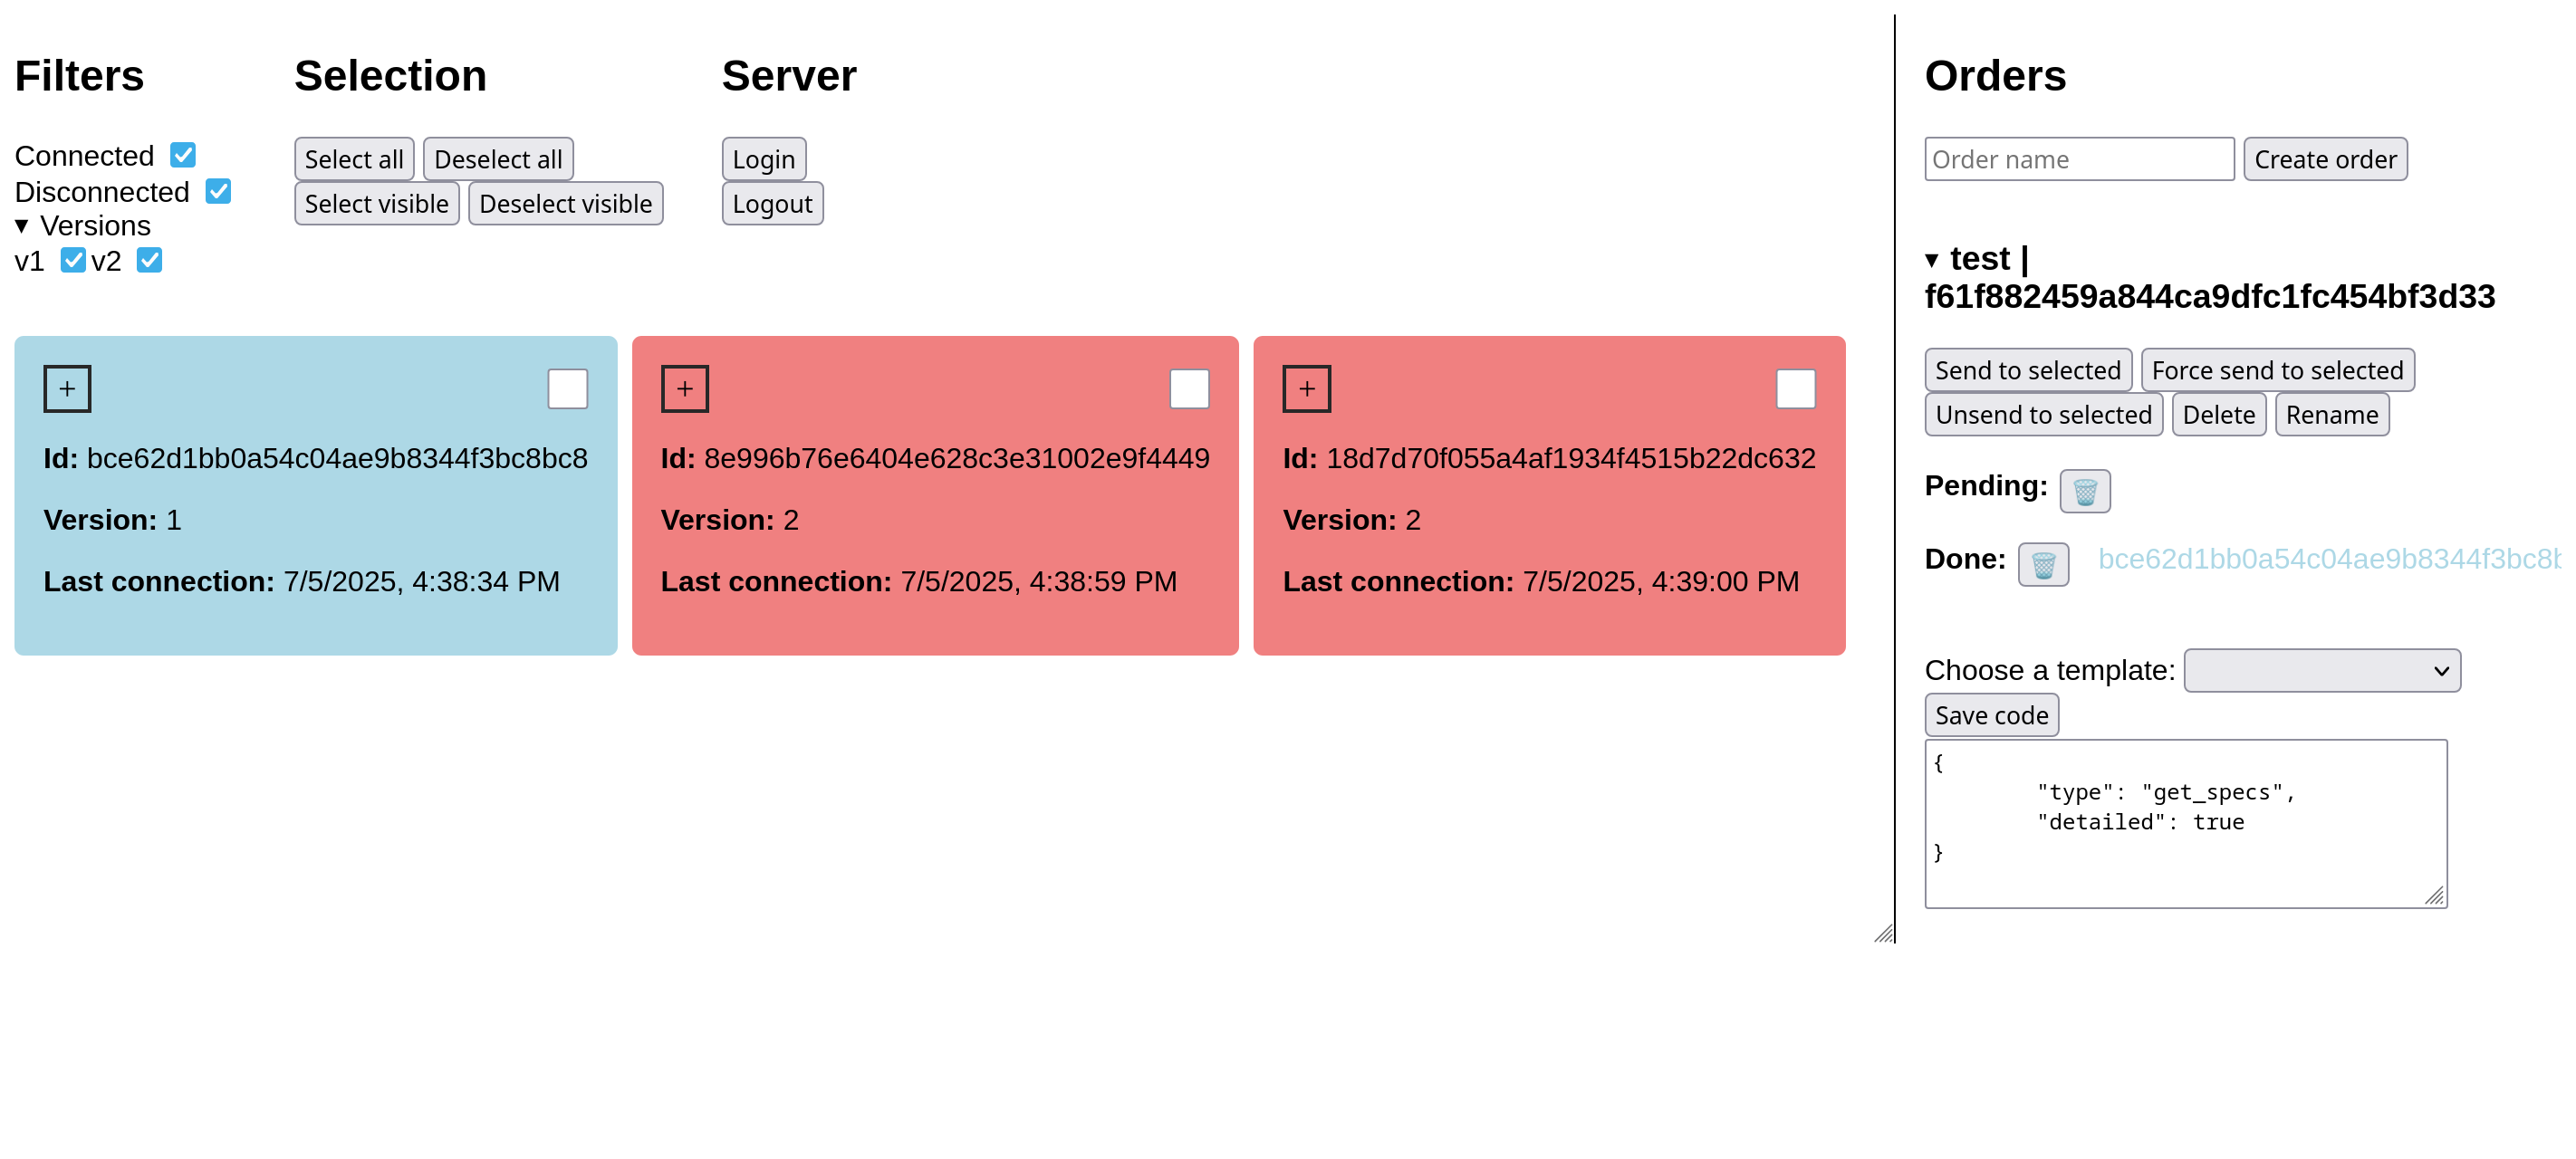 Filters
Connected
Disconnected
▾ Versions
v1 v2
Selection
Select all Deselect all
Select visible Deselect visible
Server
Login
Logout
+
Id: bce62d1bb0a54c04ae9b8344f3bc8bc8
Version: 1
Last connection: 7/5/2025, 4:38:34 PM
+
Id: 8e996b76e6404e628c3e31002e9f4449
Version: 2
Last connection: 7/5/2025, 4:38:59 PM
+
Id: 18d7d70f055a4af1934f4515b22dc632
Version: 2
Last connection: 7/5/2025, 4:39:00 PM
Orders
Order name Create order
▾ test |
f61f882459a844ca9dfc1fc454bf3d33
Send to selected Force send to selected
Unsend to selected Delete Rename
Pending:
Done: bce62d1bb0a54c04ae9b8344f3bc8b
Choose a template:
Save code
{
"type": "get_specs",
"detailed": true
}